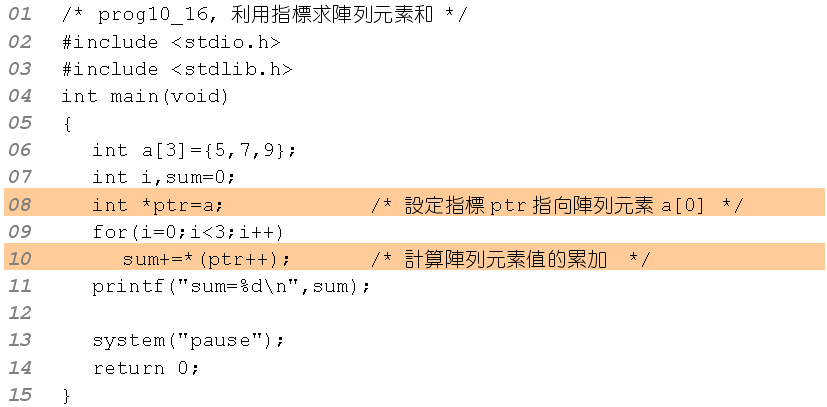 01 /* prog10_16, 利用指標求陣列元素和 */
02 #include <stdio.h>
03 #include <stdlib.h>
04 int main(void)
05 {
06 int a[3]={5,7,9};
07 int i,sum=0;
08 int *ptr=a; /* 設定指標 ptr 指向陣列元素 a[0] */
09 for(i=0;i<3;i++)
10 sum+=*(ptr++); /* 計算陣列元素值的累加 */
11 printf("sum=%d\n",sum);
12
13 system("pause");
14 return 0;
15 }